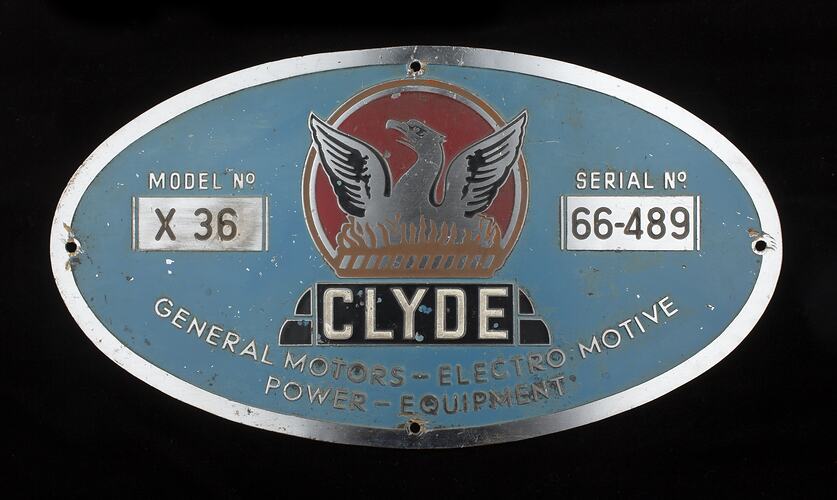 MODEL Nº
X 36
SERIAL Nº
66-489
CLYDE
GENERAL MOTORS - ELECTRO MOTIVE
POWER - EQUIPMENT